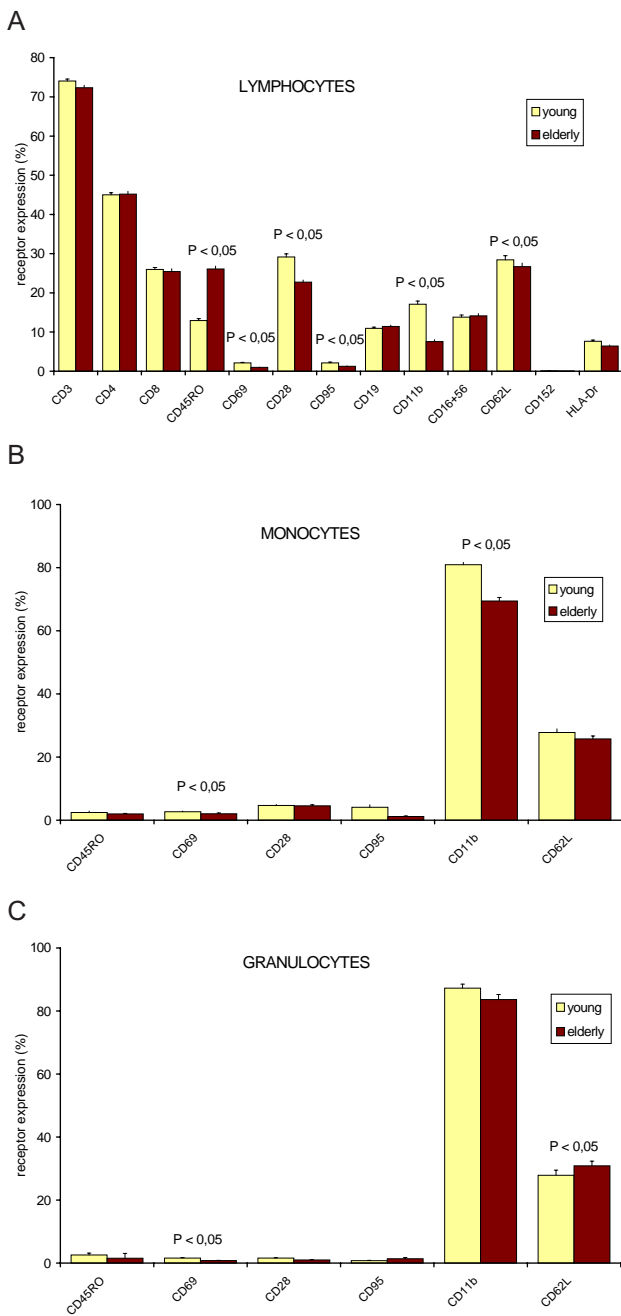 A
LYMPHOCYTES
young
elderly
receptor expression (%)
80
70
60
50
40
30
20
10
0
P < 0,05
P < 0,05
P < 0,05
P < 0,05
P < 0,05
P < 0,05
CD3
CD4
CD8
CD45RO
CD69
CD28
CD95
CD19
CD11b
CD16+56
CD62L
CD152
HLA-Dr
B
MONOCYTES
young
elderly
receptor expression (%)
100
80
60
40
20
0
P < 0,05
P < 0,05
CD45RO
CD69
CD28
CD95
CD11b
CD62L
C
GRANULOCYTES
young
elderly
receptor expression (%)
100
80
60
40
20
0
P < 0,05
P < 0,05
CD45RO
CD69
CD28
CD95
CD11b
CD62L